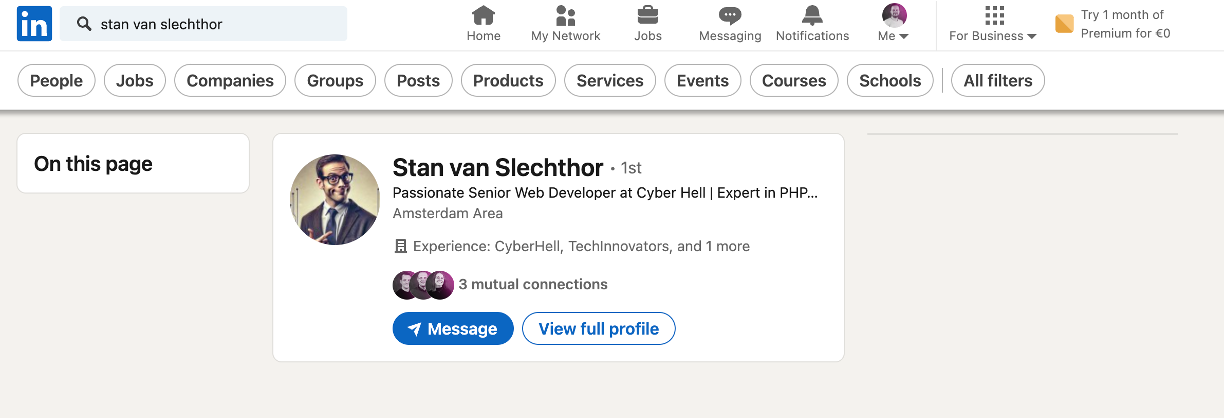 in
stan van slechthor
Home
My Network
Jobs
Messaging
Notifications
Me
For Business
Try 1 month of
Premium for €0
People
Jobs
Companies
Groups
Posts
Products
Services
Events
Courses
Schools
All filters
On this page
Stan van Slechthor · 1st
Passionate Senior Web Developer at Cyber Hell | Expert in PHP...
Amsterdam Area
Experience: CyberHell, TechInnovators, and 1 more
3 mutual connections
Message
View full profile